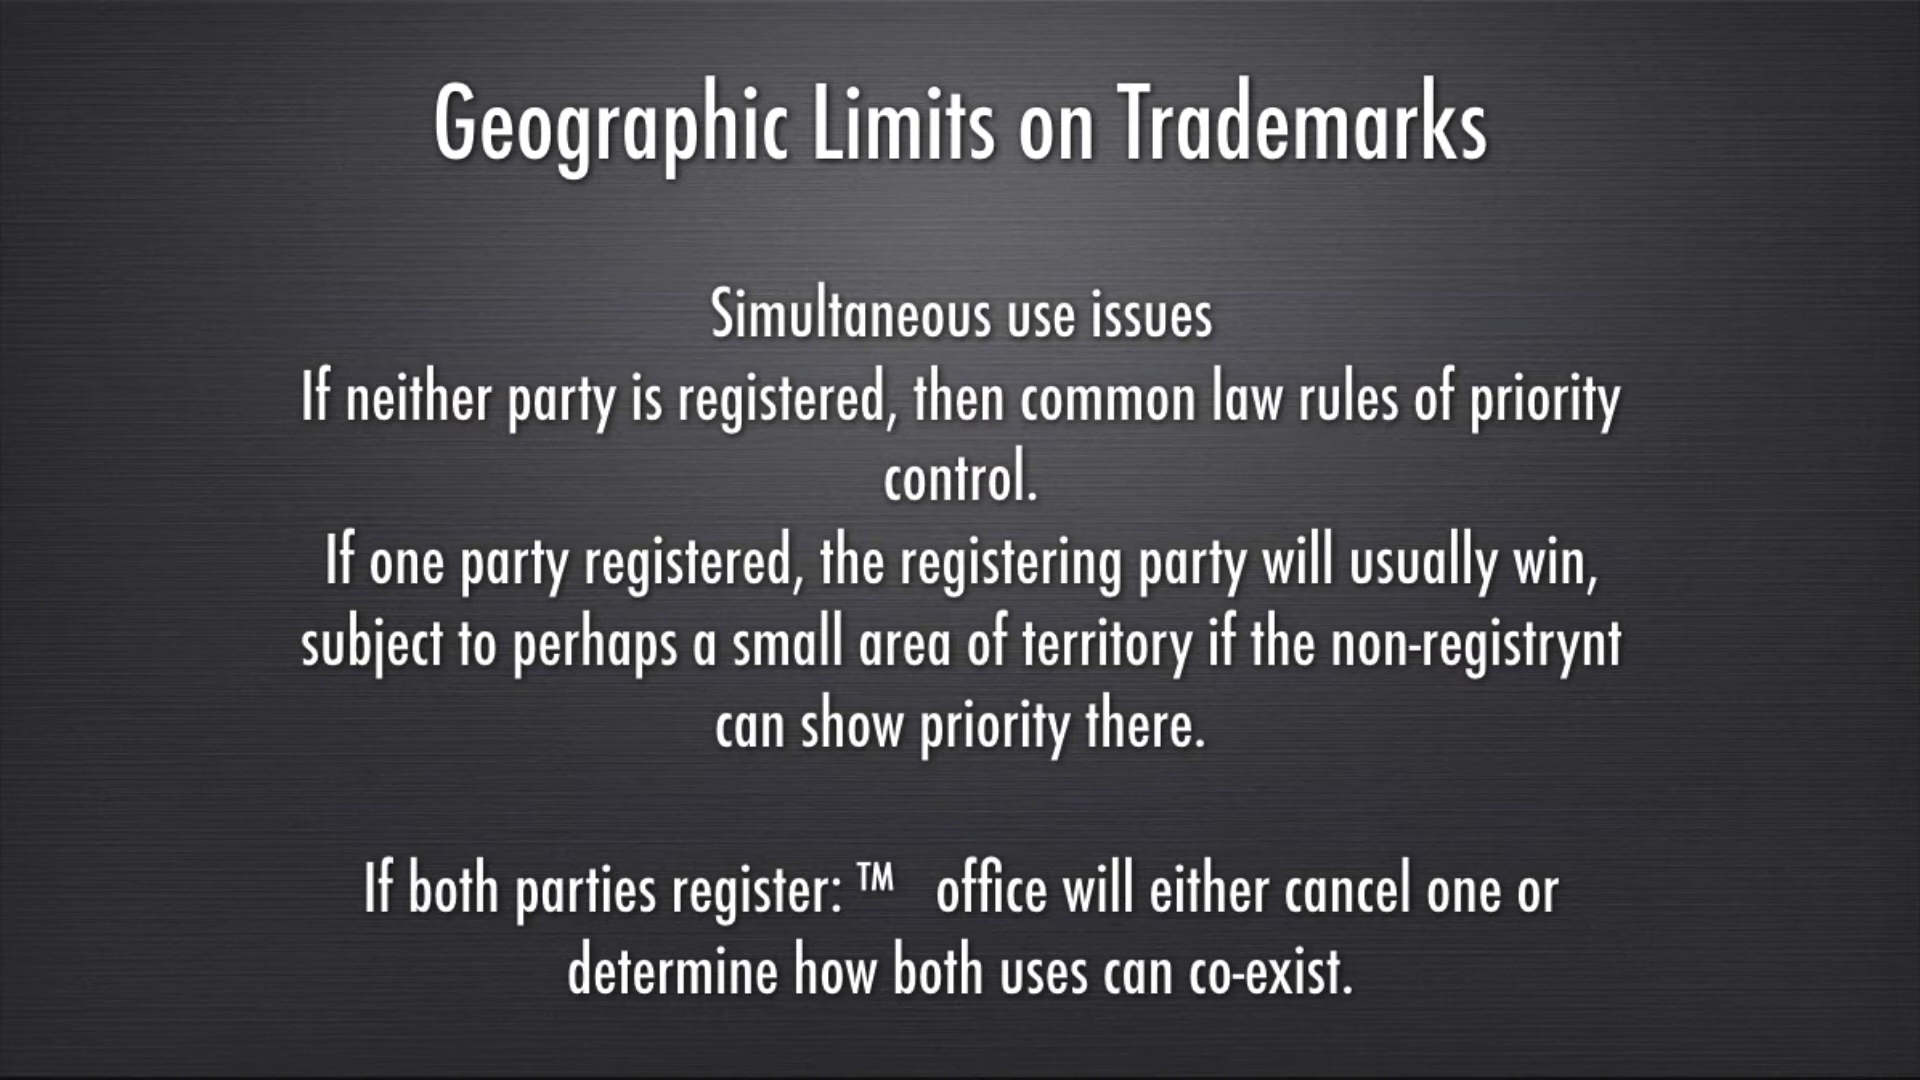 Geographic Limits on Trademarks
Simultaneous use issues
If neither party is registered, then common law rules of priority
control.
If one party registered, the registering party will usually win,
subject to perhaps a small area of territory if the non-registrynt
can show priority there.
If both parties register: ™ office will either cancel one or
determine how both uses can co-exist.